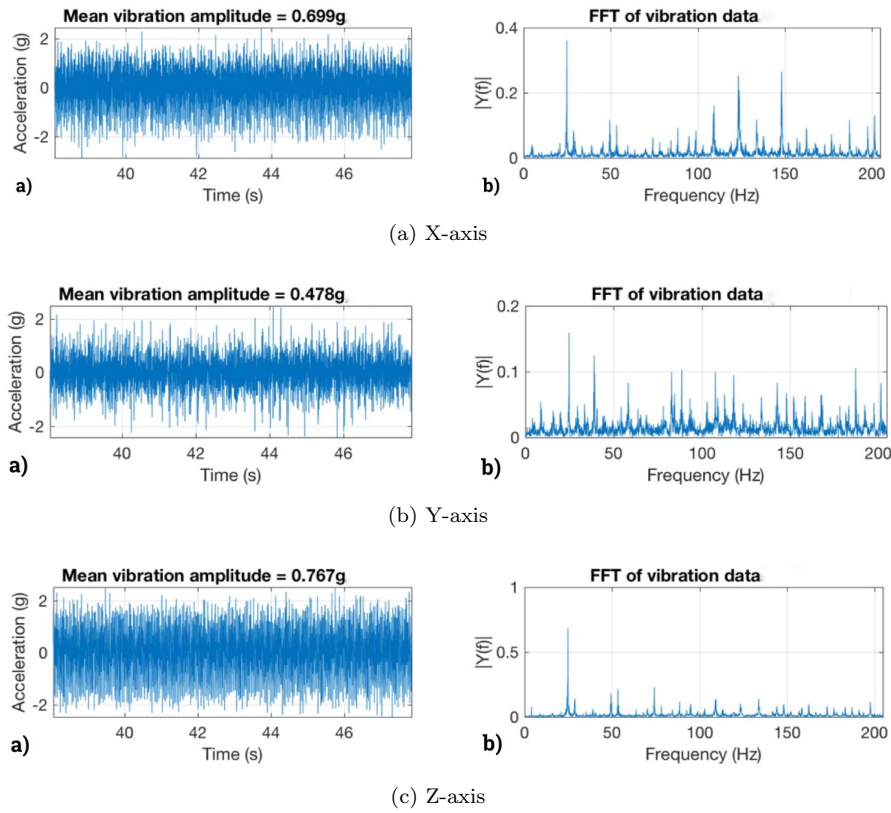 Mean vibration amplitude = 0.699g
FFT of vibration data
Acceleration (g)
2
0
-2
40
42
44
46
Time (s)
a)
|Y(f)|
0.4
0.2
0
0
50
100
150
200
Frequency (Hz)
b)
(a) X-axis
Mean vibration amplitude = 0.478g
FFT of vibration data
Acceleration (g)
2
0
-2
40
42
44
46
Time (s)
a)
|Y(f)|
0.2
0.1
0
0
50
100
150
200
Frequency (Hz)
b)
(b) Y-axis
Mean vibration amplitude = 0.767g
FFT of vibration data
Acceleration (g)
2
0
-2
40
42
44
46
Time (s)
a)
|Y(f)|
1
0.5
0
0
50
100
150
200
Frequency (Hz)
b)
(c) Z-axis